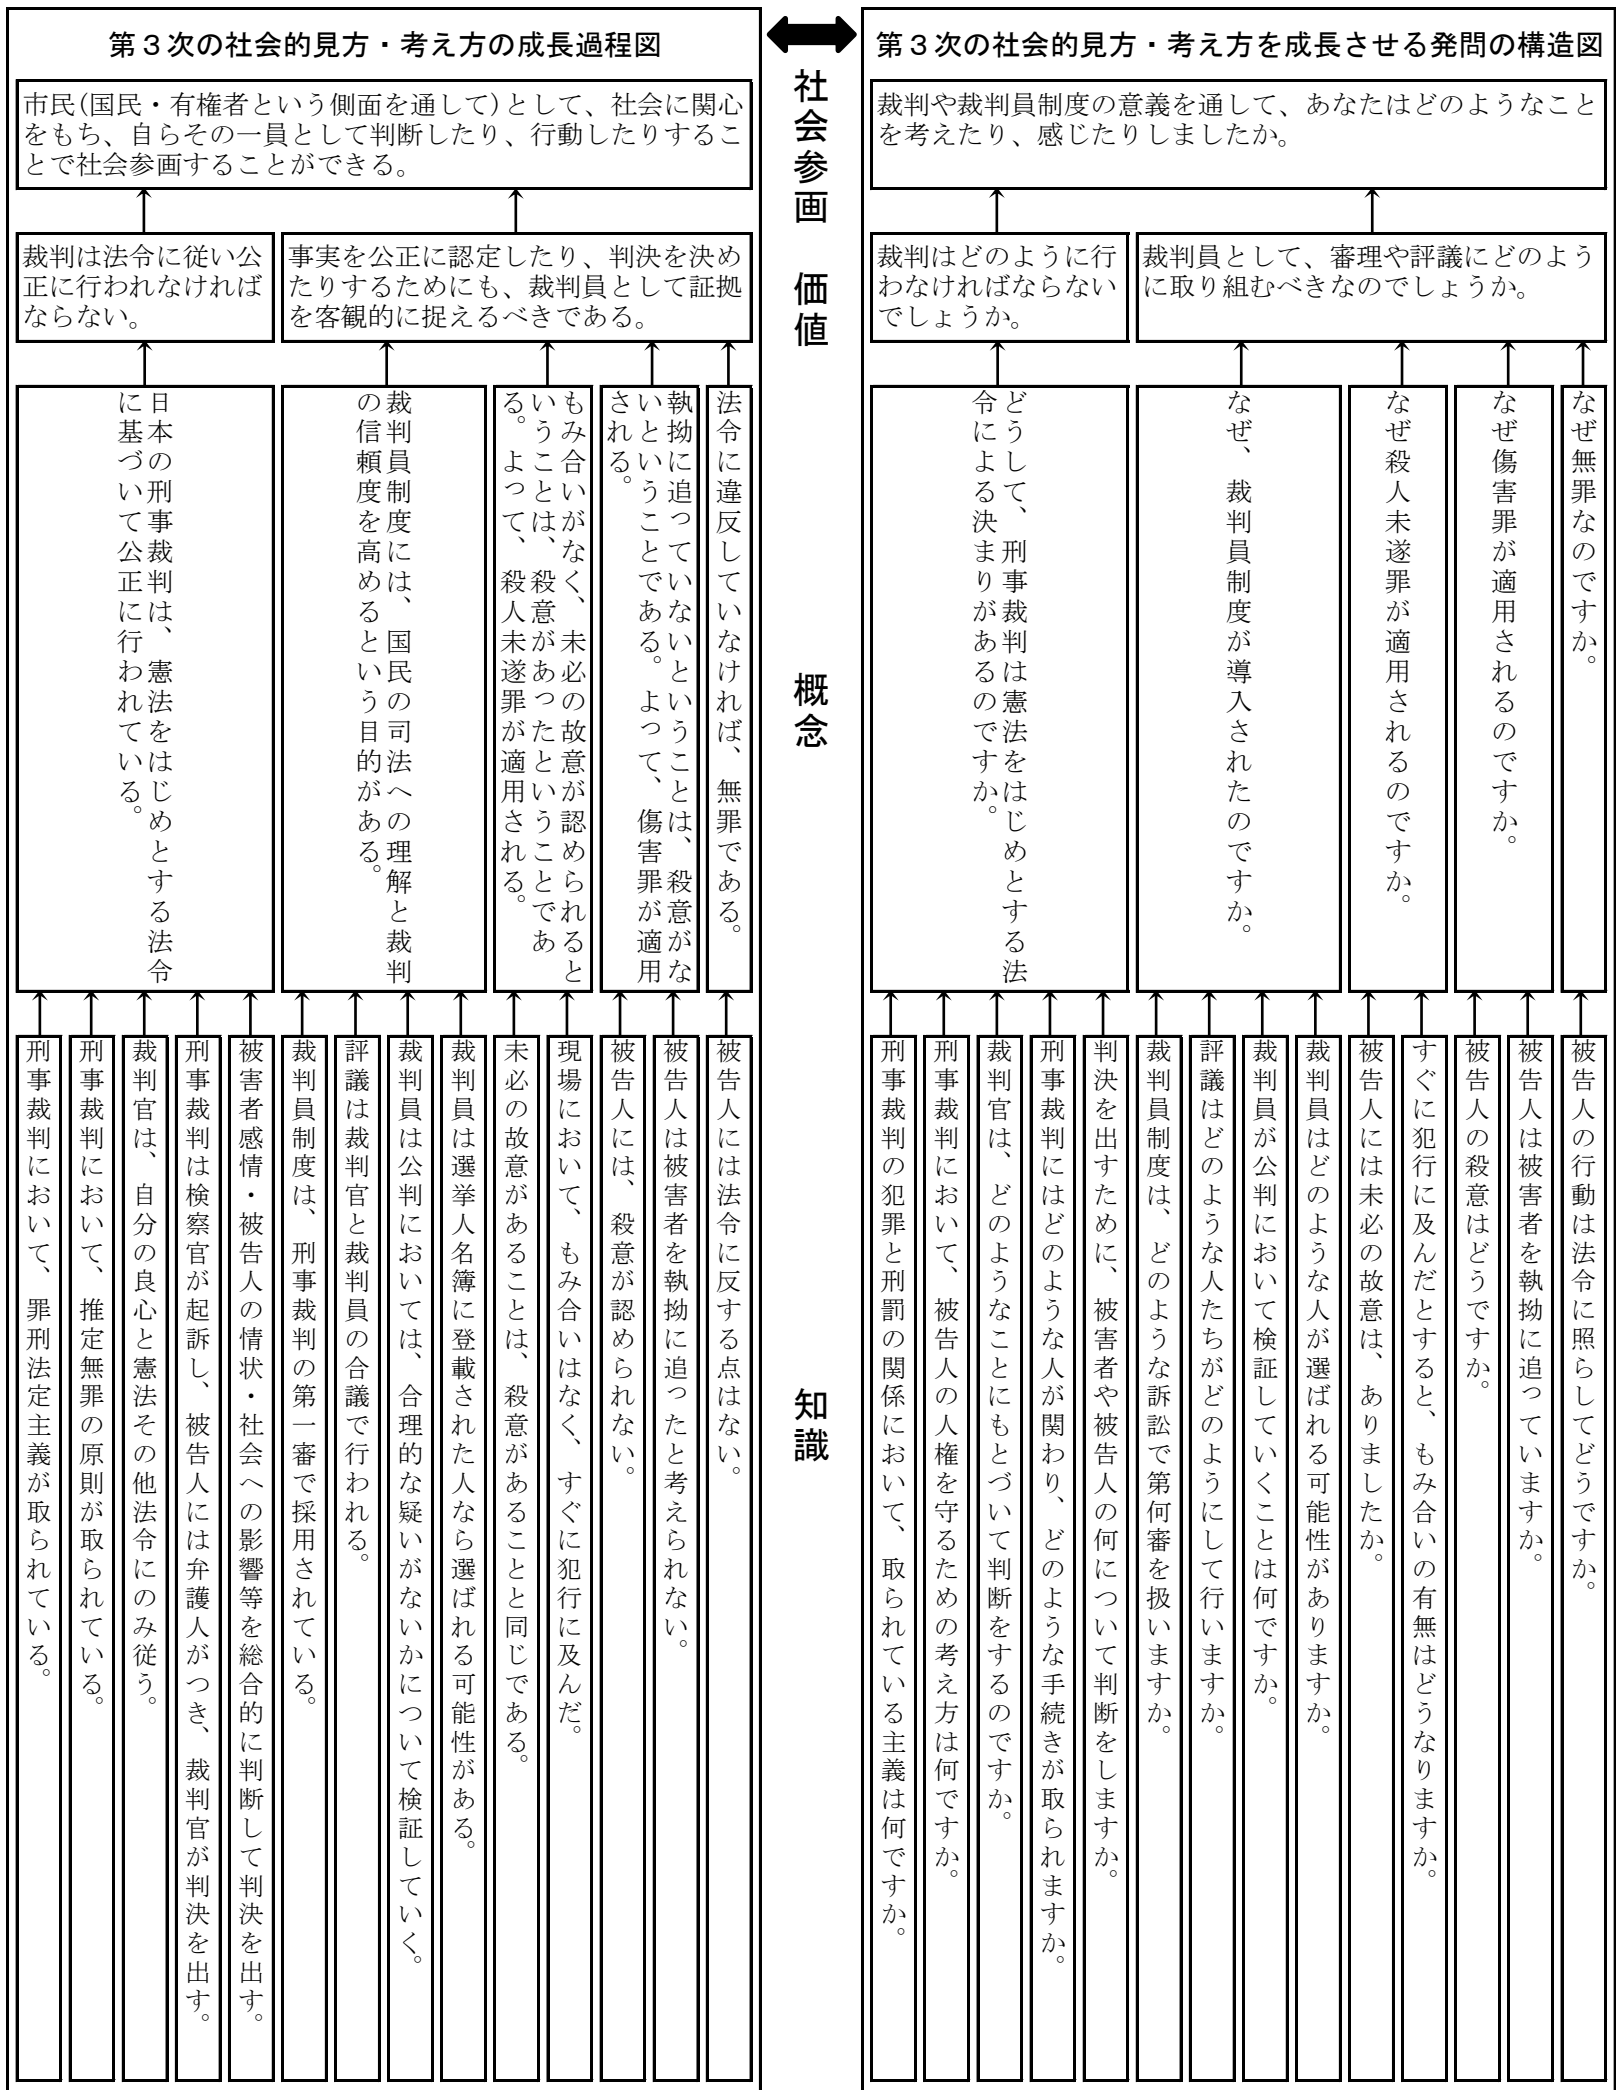 第３次の社会的見方・考え方の成長過程図
市民(国民・有権者という側面を通して)として、社会に関心
をもち、自らその一員として判断したり、行動したりするこ
とで社会参画することができる。
裁判は法令に従い公
正に行われなければ
ならない。
事実を公正に認定したり、判決を決め
たりするためにも、裁判員として証拠
を客観的に捉えるべきである。
日本の刑事裁判は、憲法をはじめとする法令
に基づいて公正に行われている。
裁判員制度には、国民の司法への理解と裁判
の信頼度を高めるという目的がある。
もみ合いがなく、未必の故意が認められると
いうことは、殺意があったということであ
る。よって、殺人未遂罪が適用される。
執拗に追っていないということは、殺意がな
いということである。よって、傷害罪が適用
される。
法令に違反していなければ、無罪である。
刑事裁判において、罪刑法定主義が取られている。
刑事裁判において、推定無罪の原則が取られている。
裁判官は、自分の良心と憲法その他法令にのみ従う。
刑事裁判は検察官が起訴し、被告人には弁護人がつき、裁判官が判決を出す。
被害者感情・被告人の情状・社会への影響等を総合的に判断して判決を出す。
裁判員制度は、刑事裁判の第一審で採用されている。
評議は裁判官と裁判員の合議で行われる。
裁判員は公判においては、合理的な疑いがないかについて検証していく。
裁判員は選挙人名簿に登載された人なら選ばれる可能性がある。
未必の故意があることは、殺意があることと同じである。
現場において、もみ合いはなく、すぐに犯行に及んだ。
被告人には、殺意が認められない。
被告人は被害者を執拗に追ったと考えられない。
被告人には法令に反する点はない。
社会参画
価値
概念
知識
第３次の社会的見方・考え方を成長させる発問の構造図
裁判や裁判員制度の意義を通して、あなたはどのようなこと
を考えたり、感じたりしましたか。
裁判はどのように行
わなければならない
でしょうか。
裁判員として、審理や評議にどのよう
に取り組むべきなのでしょうか。
どうして、刑事裁判は憲法をはじめとする法
令による決まりがあるのですか。
なぜ、裁判員制度が導入されたのですか。
なぜ殺人未遂罪が適用されるのですか。
なぜ傷害罪が適用されるのですか。
なぜ無罪なのですか。
刑事裁判の犯罪と刑罰の関係において、取られている主義は何ですか。
刑事裁判において、被告人の人権を守るための考え方は何ですか。
裁判官は、どのようなことにもとづいて判断をするのですか。
刑事裁判にはどのような人が関わり、どのような手続きが取られますか。
判決を出すために、被害者や被告人の何について判断をしますか。
裁判員制度は、どのような訴訟で第何審を扱いますか。
評議はどのような人たちがどのようにして行いますか。
裁判員が公判において検証していくことは何ですか。
裁判員はどのような人が選ばれる可能性がありますか。
被告人には未必の故意は、ありましたか。
すぐに犯行に及んだとすると、もみ合いの有無はどうなりますか。
被告人の殺意はどうですか。
被告人は被害者を執拗に追っていますか。
被告人の行動は法令に照らしてどうですか。